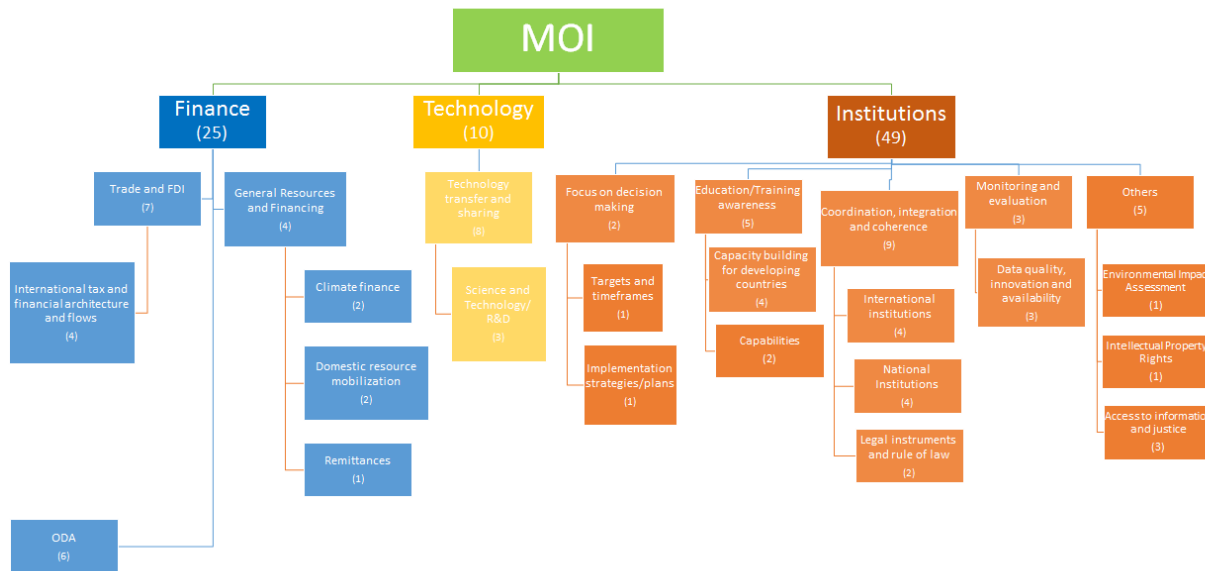 MOI
Finance
(25)
Technology
(10)
Institutions
(49)
Trade and FDI
(7)
General Resources
and Financing
(4)
International tax and
financial architecture
and flows
(4)
Climate finance
(2)
Domestic resource
mobilization
(2)
Remittances
(1)
ODA
(6)
Technology
transfer and
sharing
(8)
Science and
Technology/
R&D
(3)
Focus on decision
making
(2)
Targets and
timeframes
(1)
Implementation
strategies/plans
(1)
Education/Training
awareness
(5)
Capacity building
for developing
countries
(4)
Capabilities
(2)
Coordination, integration
and coherence
(9)
International
institutions
(4)
National
Institutions
(4)
Legal instruments
and rule of law
(2)
Monitoring and
evaluation
(3)
Data quality,
innovation and
availability
(3)
Others
(5)
Environmental Impact
Assessment
(1)
Intellectual Property
Rights
(1)
Access to information
and justice
(3)